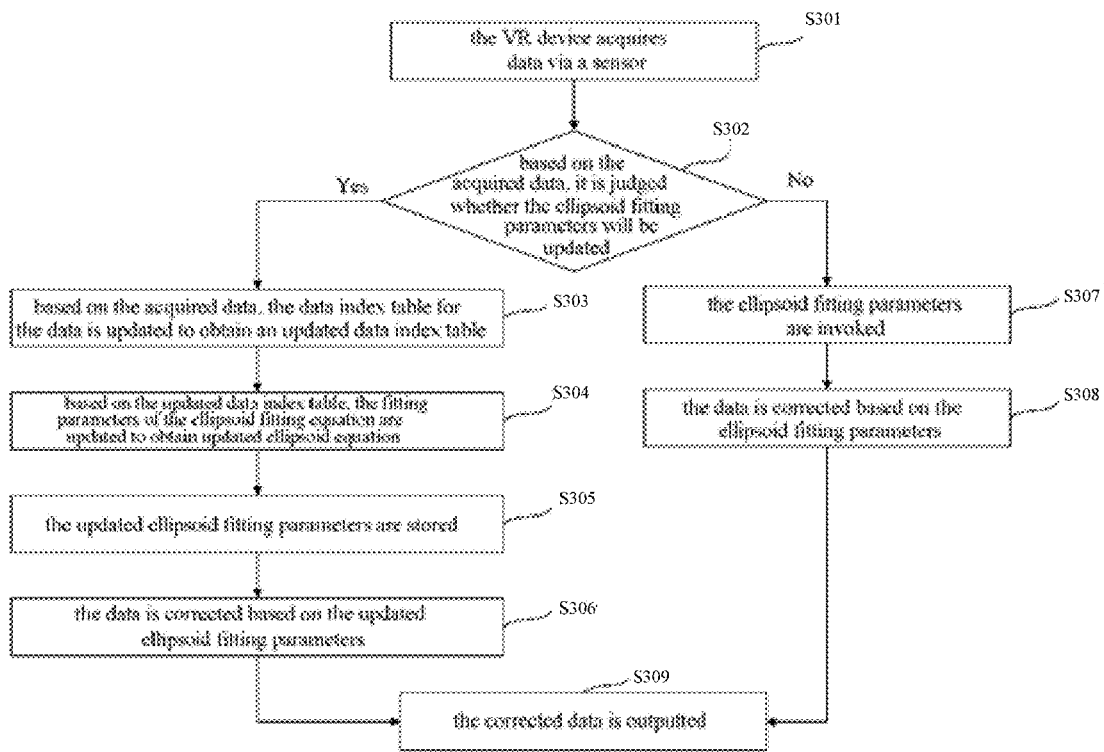 S301
the VR device acquires
data via a sensor
S302
based on the
acquired data, it is judged
whether the ellipsoid fitting
parameters will be
updated
Yes
No
S303
based on the acquired data, the data index table for
the data is updated to obtain an updated data index table
S304
based on the updated data index table, the fitting
parameters of the ellipsoid fitting equation are
updated to obtain updated ellipsoid equation
S305
the updated ellipsoid fitting parameters are stored
S306
the data is corrected based on the updated
ellipsoid fitting parameters
S307
the ellipsoid fitting parameters
are invoked
S308
the data is corrected based on the
ellipsoid fitting parameters
S309
the corrected data is outputted